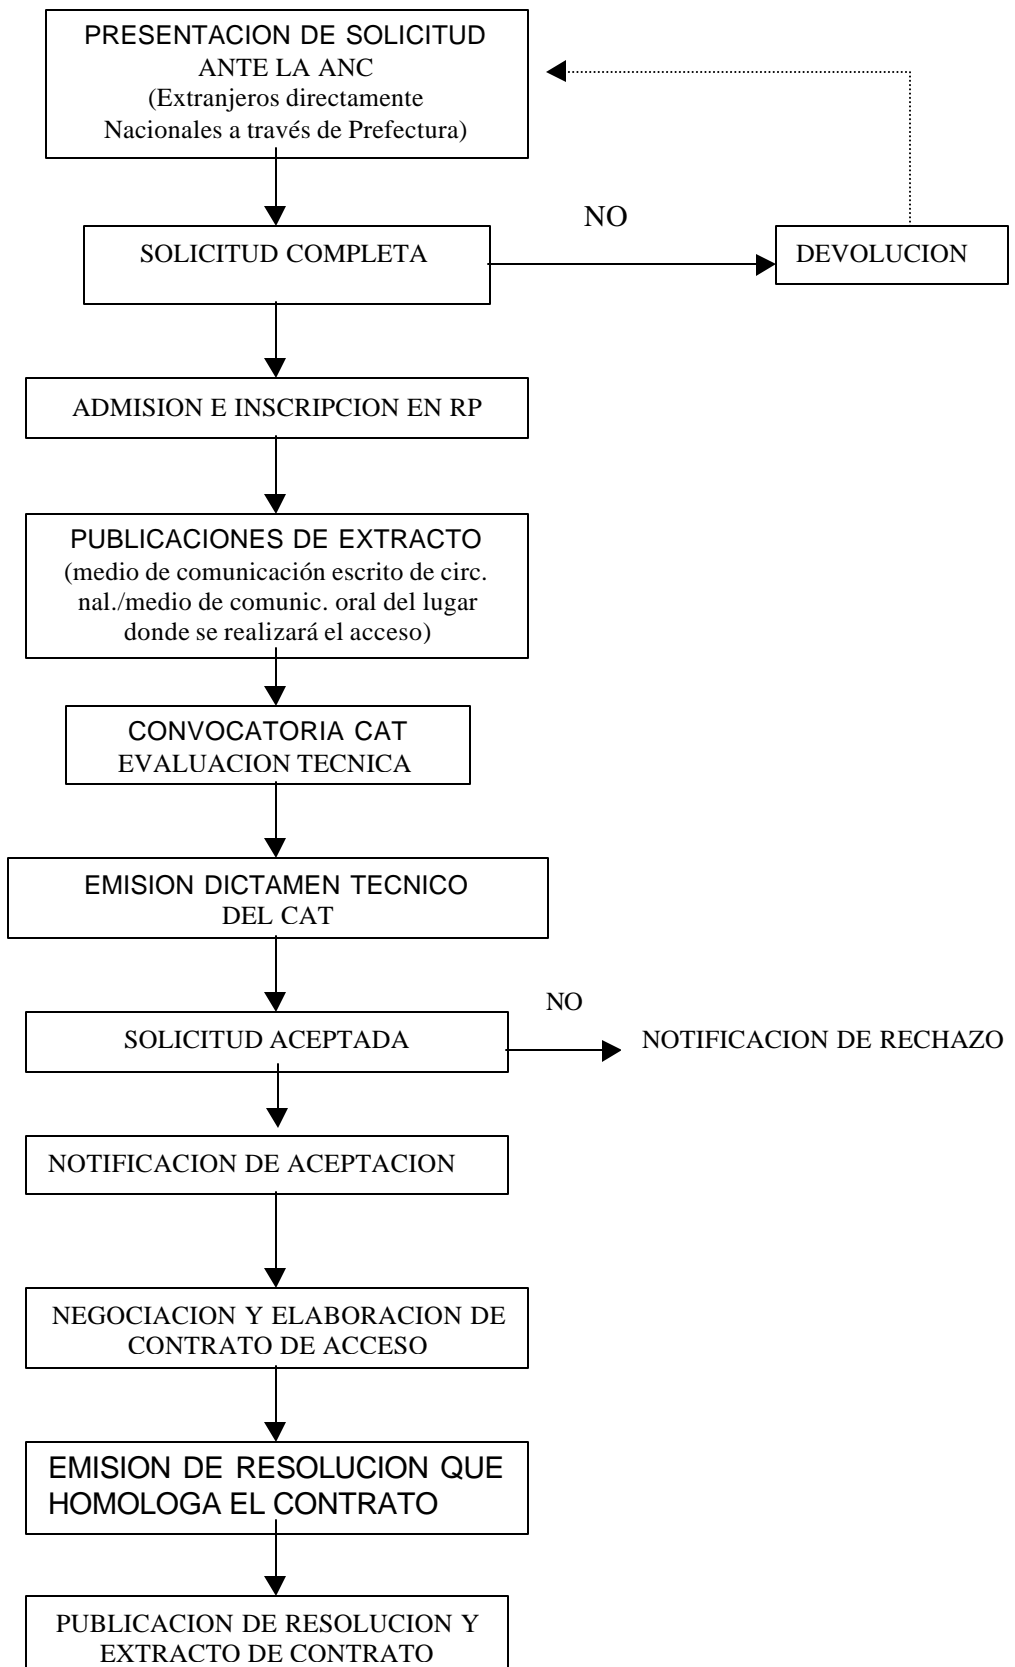 PRESENTACION DE SOLICITUD
ANTE LA ANC
(Extranjeros directamente
Nacionales a través de Prefectura)
NO
SOLICITUD COMPLETA
DEVOLUCION
ADMISION E INSCRIPCION EN RP
PUBLICACIONES DE EXTRACTO
(medio de comunicación escrito de circ.
nal./medio de comunic. oral del lugar
donde se realizará el acceso)
CONVOCATORIA CAT
EVALUACION TECNICA
EMISION DICTAMEN TECNICO
DEL CAT
NO
SOLICITUD ACEPTADA
NOTIFICACION DE RECHAZO
NOTIFICACION DE ACEPTACION
NEGOCIACION Y ELABORACION DE
CONTRATO DE ACCESO
EMISION DE RESOLUCION QUE
HOMOLOGA EL CONTRATO
PUBLICACION DE RESOLUCION Y
EXTRACTO DE CONTRATO